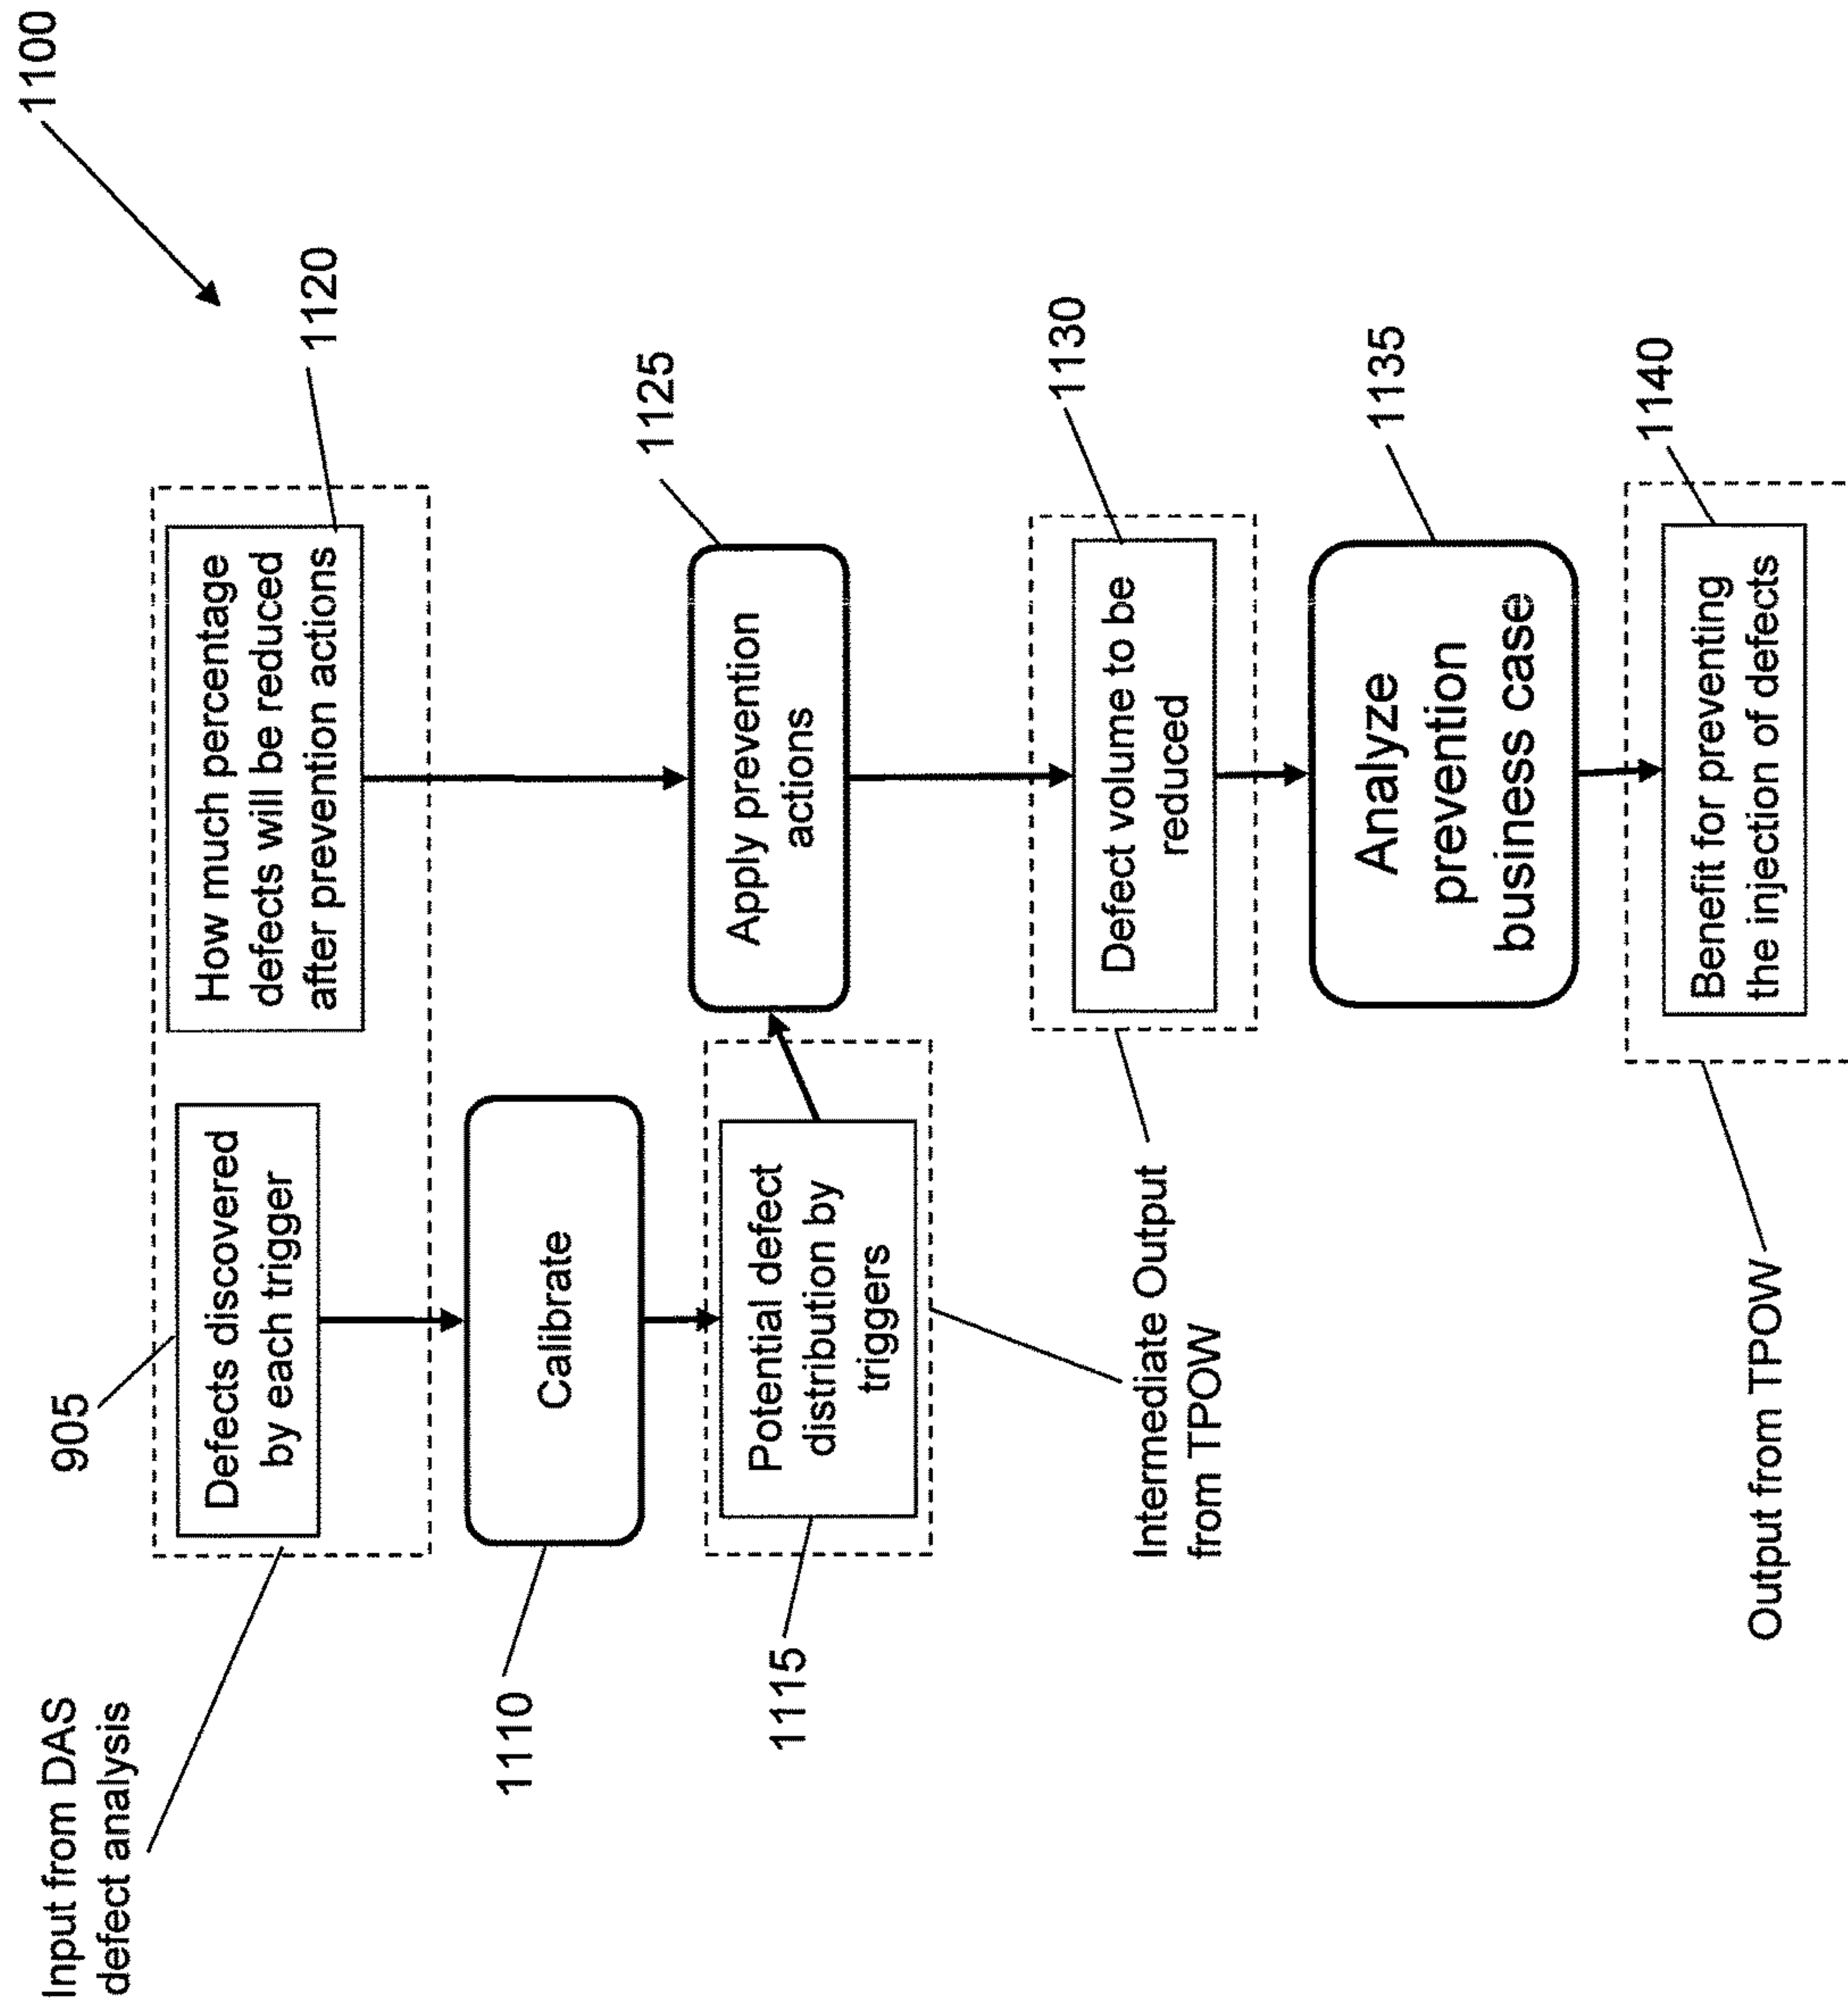 1100
Input from DAS
defect analysis
905
Defects discovered
by each trigger
How much percentage
defects will be reduced
after prevention actions
1120
1110
Calibrate
1115
Potential defect
distribution by
triggers
Apply prevention
actions
1125
Intermediate Output
from TPOW
Defect volume to be
reduced
1130
Analyze
prevention
business case
1135
Output from TPOW
Benefit for preventing
the injection of defects
1140